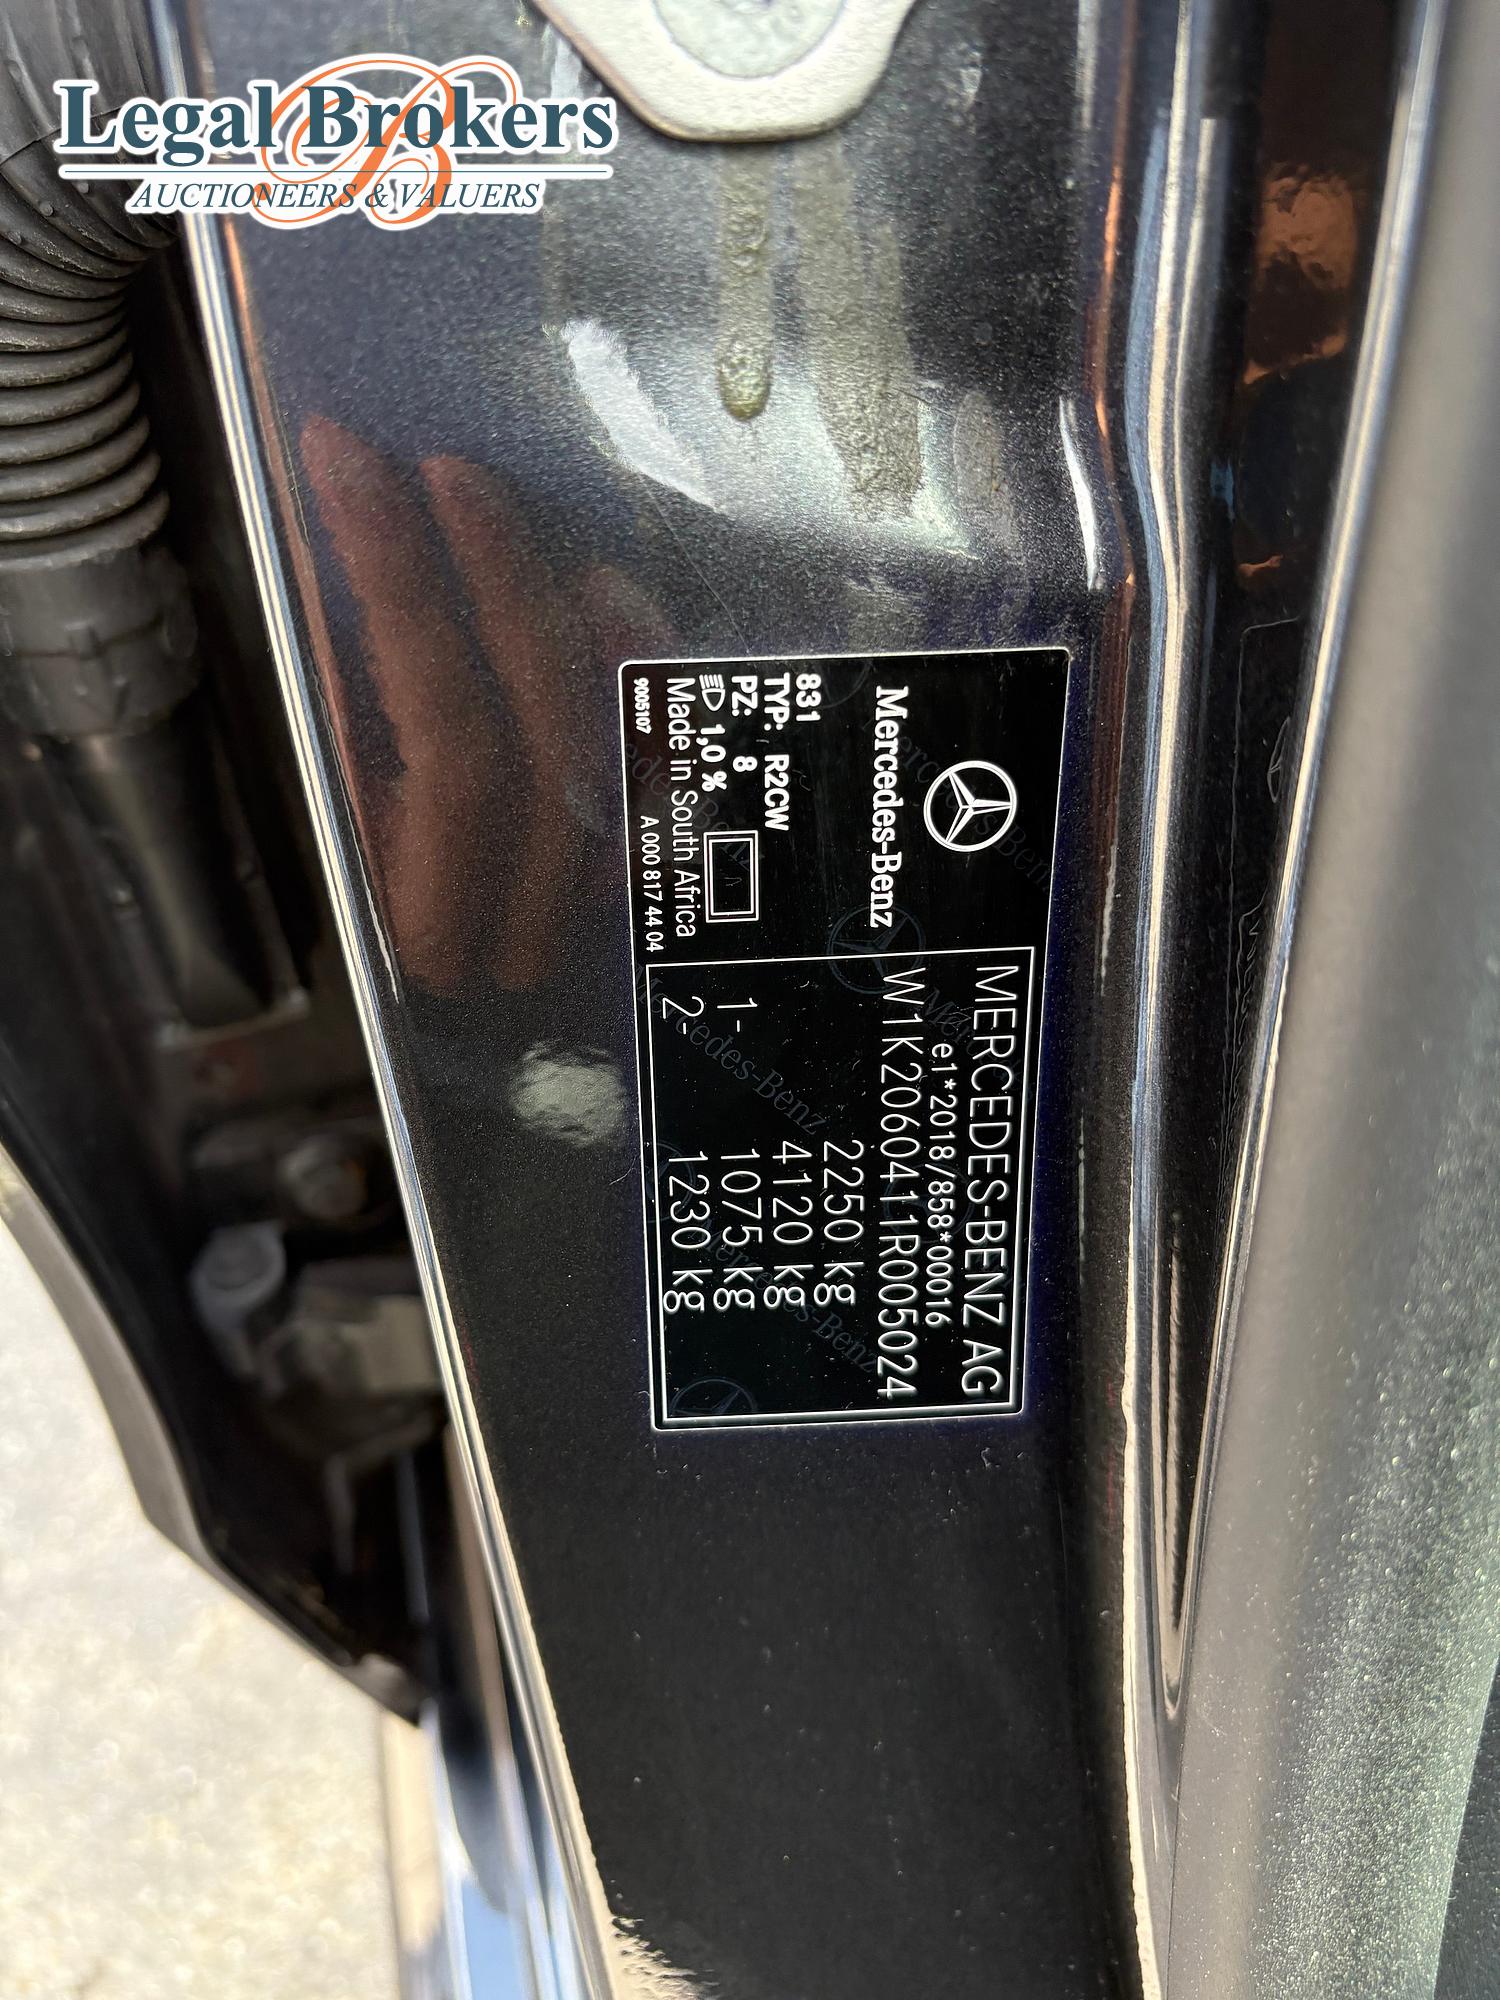 Legal Brokers
AUCTIONEERS & VALUERS
Mercedes-Benz
831
TYP: R2CW
PZ: 8
1,0 %
Made in South Africa
9005107 A 000 817 44 04
MERCEDES-BENZ AG
e1*2018/858*00016
W1K2060411R005024
2250 kg
4120 kg
1- 1075 kg
2- 1230 kg